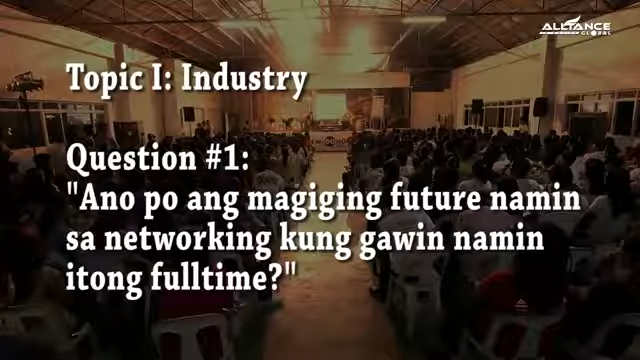 ALLIANCE
GLOBAL
Topic I: Industry
Question #1:
"Ano po ang magiging future namin
sa networking kung gawin namin
itong fulltime?"